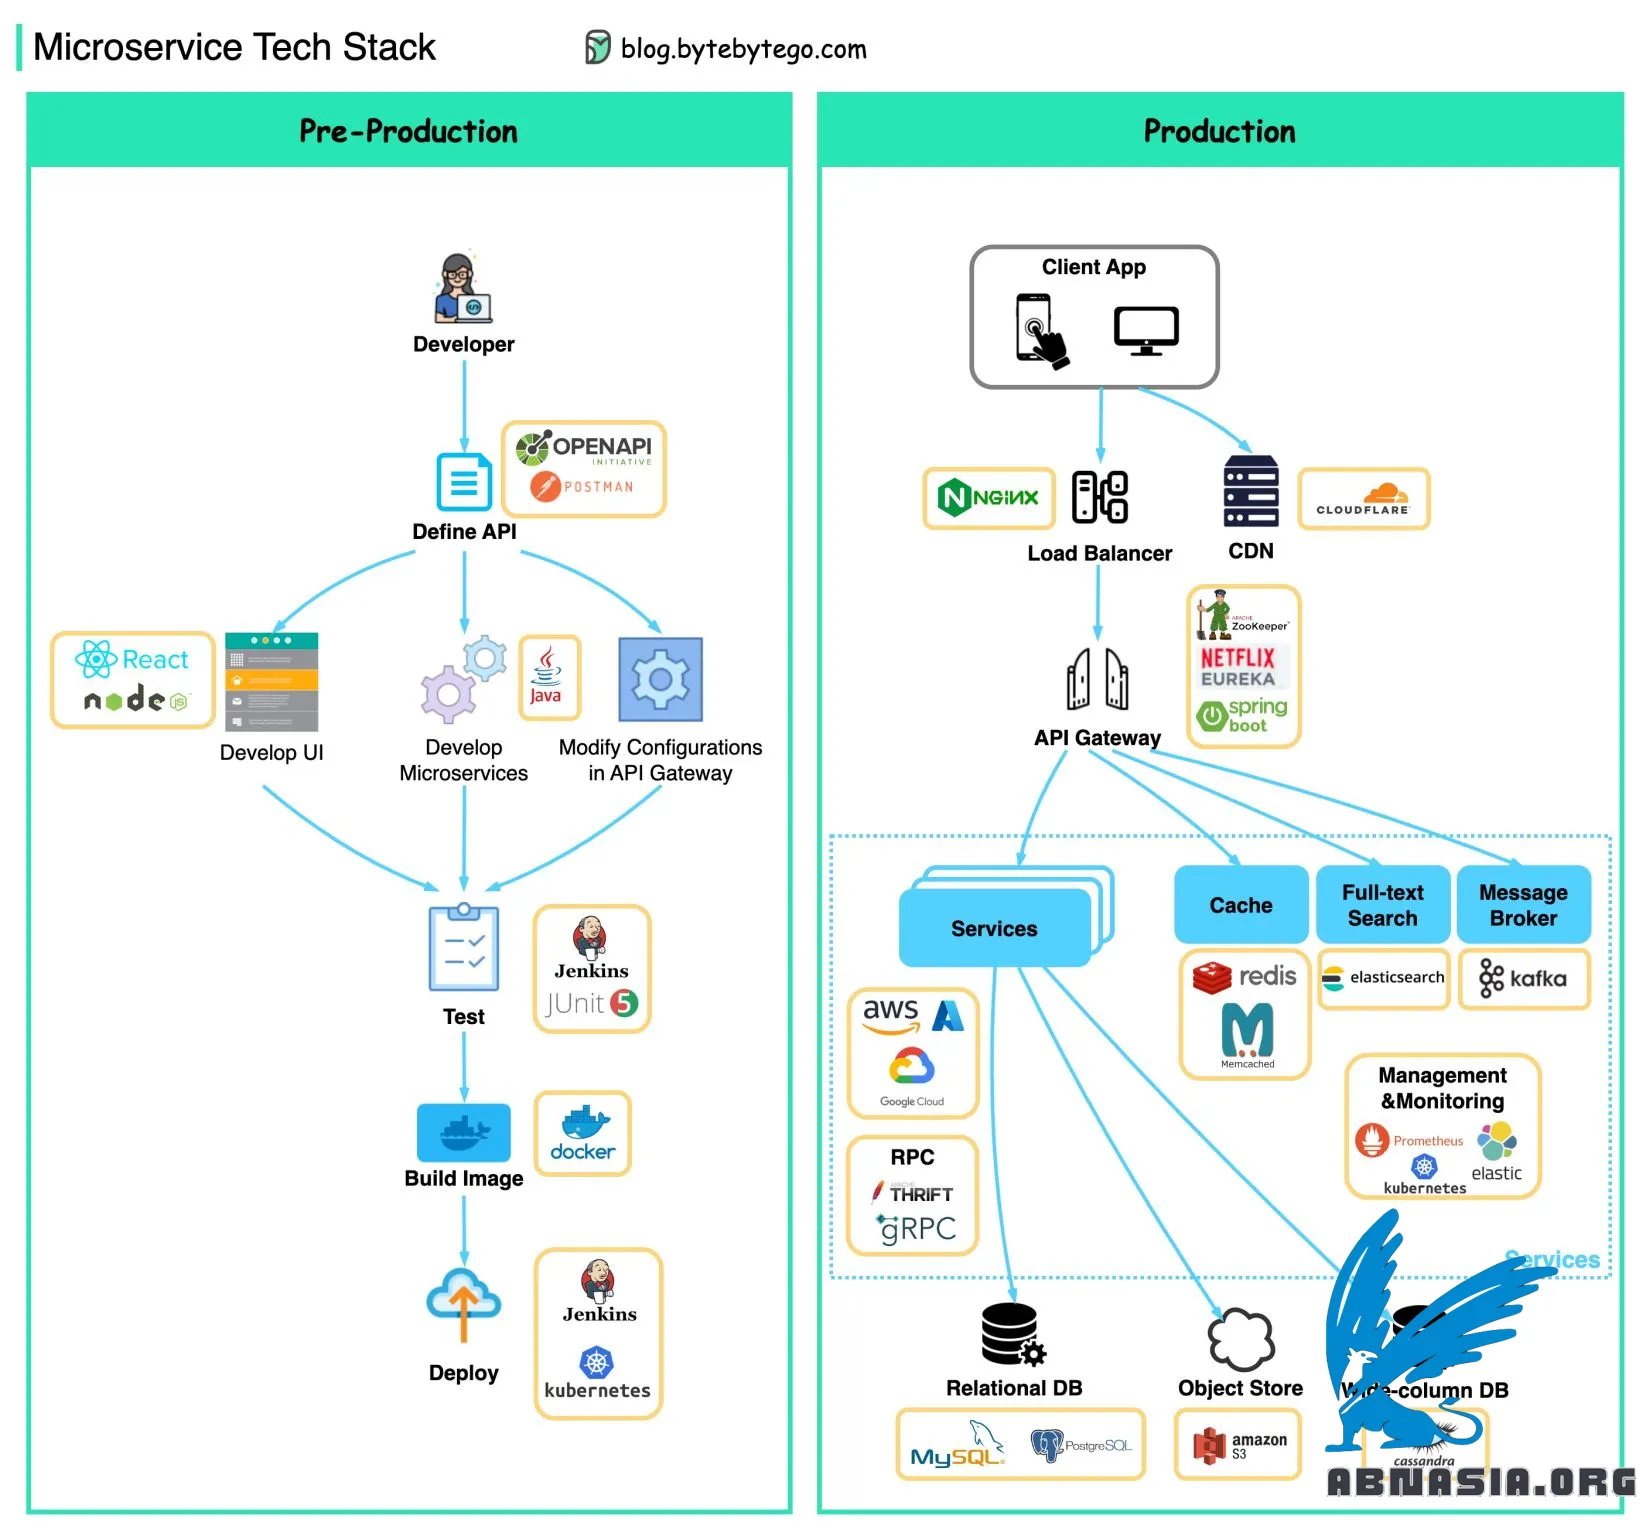 Microservice Tech Stack
blog.bytebytego.com
Pre-Production
Developer
OPENAPI
INITIATIVE
POSTMAN
Define API
React
node
JS
Develop UI
Java
Develop
Microservices
Modify Configurations
in API Gateway
Jenkins
JUnit 5
Test
docker
Build Image
Jenkins
kubernetes
Deploy
Production
Client App
NGINX
Load Balancer
CDN
CLOUDFLARE
APACHE
ZooKeeper
NETFLIX
EUREKA
spring
boot
API Gateway
Services
Cache
Full-text
Search
Message
Broker
redis
Memcached
elasticsearch
kafka
aws
Google Cloud
RPC
APACHE
THRIFT
gRPC
Management
&Monitoring
Prometheus
kubernetes
elastic
Services
Relational DB
MySQL
PostgreSQL
Object Store
amazon
S3
Wide-column DB
cassandra
ABNASIA.ORG